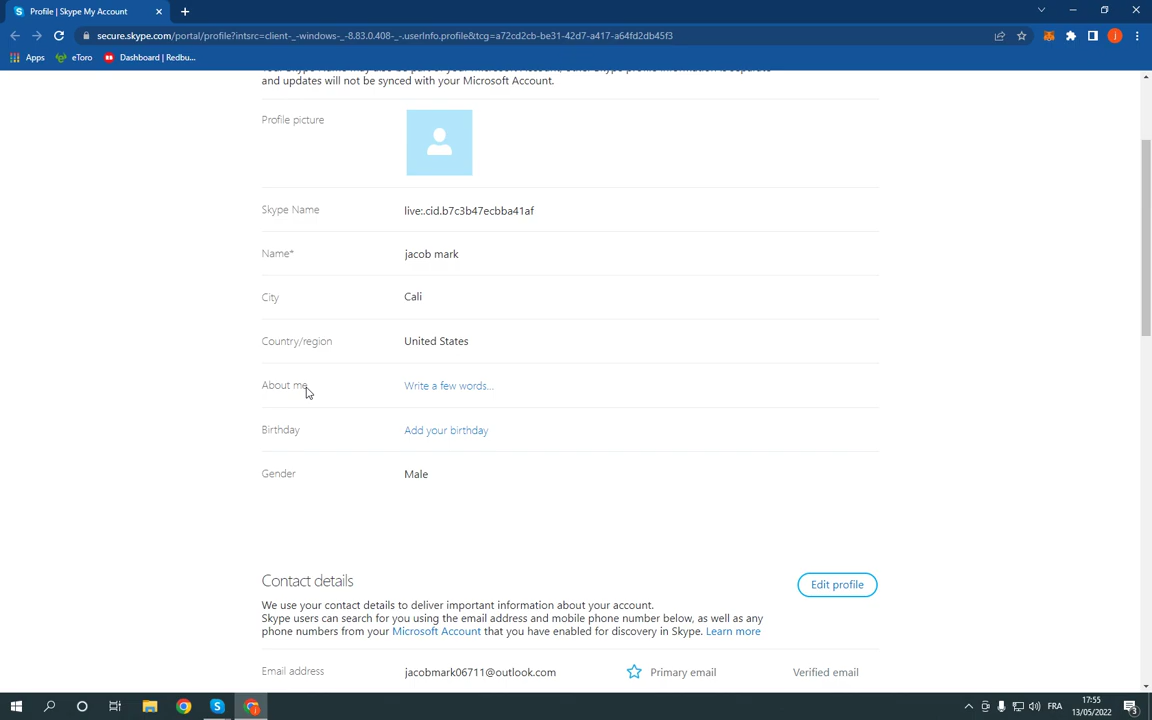 Profile | Skype My Account
secure.skype.com/portal/profile?intsrc=client-_-windows-_-8.83.0.408-_-.userInfo.profile&tcg=a72cd2cb-be31-42d7-a417-a64fd2db45f3
Apps eToro Dashboard | Redbu...
and updates will not be synced with your Microsoft Account.
Profile picture
Skype Name live:.cid.b7c3b47ecbba41af
Name* jacob mark
City Cali
Country/region United States
About me Write a few words...
Birthday Add your birthday
Gender Male
Contact details Edit profile
We use your contact details to deliver important information about your account.
Skype users can search for you using the email address and mobile phone number below, as well as any
phone numbers from your Microsoft Account that you have enabled for discovery in Skype. Learn more
Email address jacobmark06711@outlook.com Primary email Verified email
FRA 17:55
13/05/2022